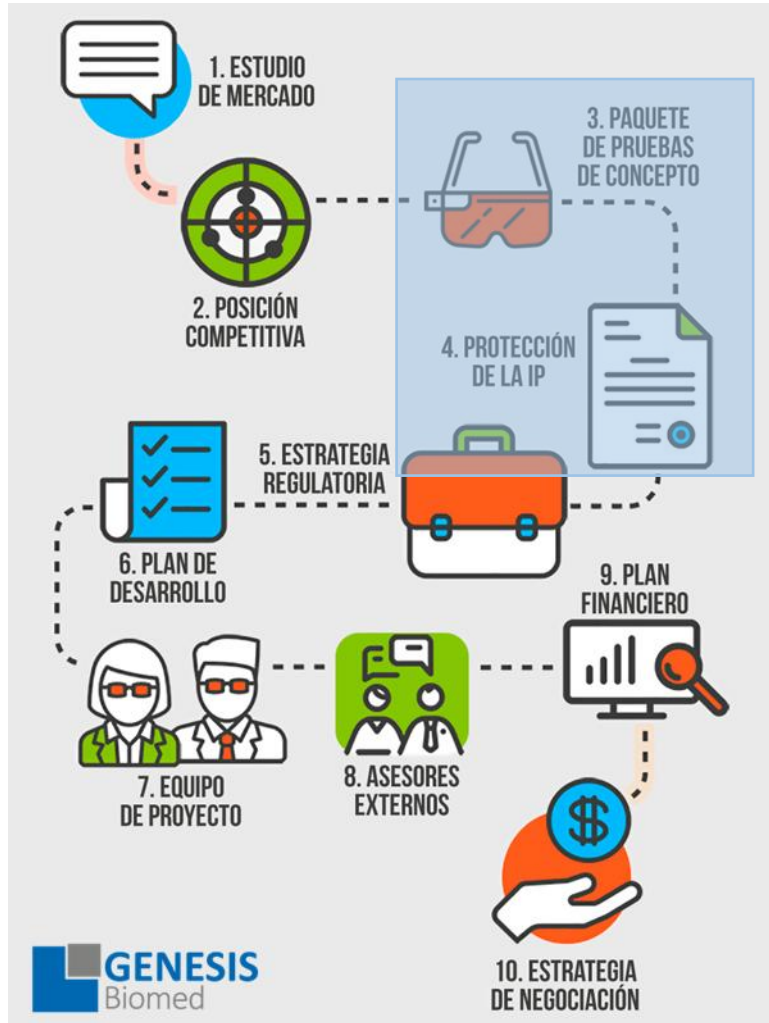 1. ESTUDIO
DE MERCADO
2. POSICIÓN
COMPETITIVA
3. PAQUETE
DE PRUEBAS
DE CONCEPTO
4. PROTECCIÓN
DE LA IP
5. ESTRATEGIA
REGULATORIA
6. PLAN DE
DESARROLLO
7. EQUIPO
DE PROYECTO
8. ASESORES
EXTERNOS
9. PLAN
FINANCIERO
$
10. ESTRATEGIA
DE NEGOCIACIÓN
GENESIS
Biomed